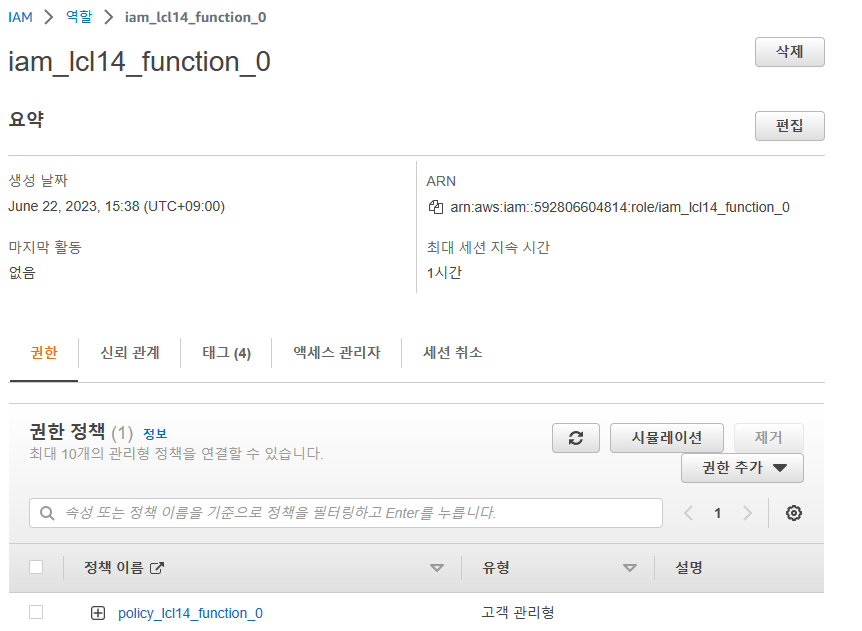 IAM > 역할 > iam_lcl14_function_0
iam_lcl14_function_0
삭제
요약
편집
생성 날짜
June 22, 2023, 15:38 (UTC+09:00)
ARN
arn:aws:iam::592806604814:role/iam_lcl14_function_0
마지막 활동
없음
최대 세션 지속 시간
1시간
권한 신뢰 관계 태그 (4) 액세스 관리자 세션 취소
권한 정책 (1) 정보
최대 10개의 관리형 정책을 연결할 수 있습니다.
시뮬레이션 제거
권한 추가
속성 또는 정책 이름을 기준으로 정책을 필터링하고 Enter를 누릅니다.
1
정책 이름 유형 설명
policy_lcl14_function_0 고객 관리형